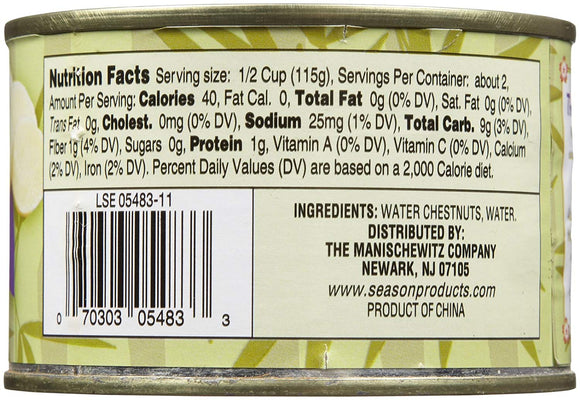 Nutrition Facts Serving size: 1/2 Cup (115g), Servings Per Container: about 2,
Amount Per Serving: Calories 40, Fat Cal. 0, Total Fat 0g (0% DV), Sat. Fat 0g (0% DV),
Trans Fat 0g, Cholest. 0mg (0% DV), Sodium 25mg (1% DV), Total Carb. 9g (3% DV),
Fiber 1g (4% DV), Sugars 0g, Protein 1g, Vitamin A (0% DV), Vitamin C (0% DV), Calcium
(2% DV), Iron (2% DV). Percent Daily Values (DV) are based on a 2,000 Calorie diet.
LSE 05483-11
0 70303 05483 3
INGREDIENTS: WATER CHESTNUTS, WATER.
DISTRIBUTED BY:
THE MANISCHEWITZ COMPANY
NEWARK, NJ 07105
www.seasonproducts.com
PRODUCT OF CHINA